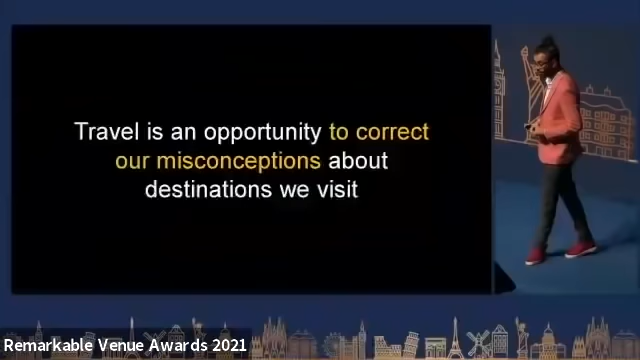 Travel is an opportunity to correct
our misconceptions about
destinations we visit
Remarkable Venue Awards 2021